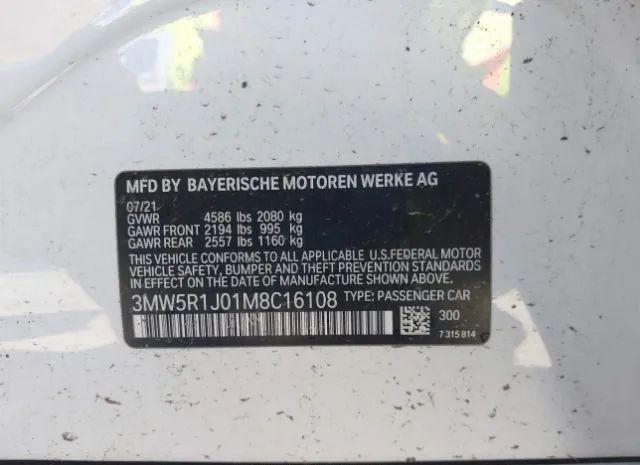 MFD BY BAYERISCHE MOTOREN WERKE AG
07/21
GVWR 4586 lbs 2080 kg
GAWR FRONT 2194 lbs 995 kg
GAWR REAR 2557 lbs 1160 kg
THIS VEHICLE CONFORMS TO ALL APPLICABLE U.S.FEDERAL MOTOR
VEHICLE SAFETY, BUMPER, AND THEFT PREVENTION STANDARDS
IN EFFECT ON THE DATE OF MANUFACTURE SHOWN ABOVE.
3MW5R1J01M8C16108 TYPE: PASSENGER CAR
300
7 315 814